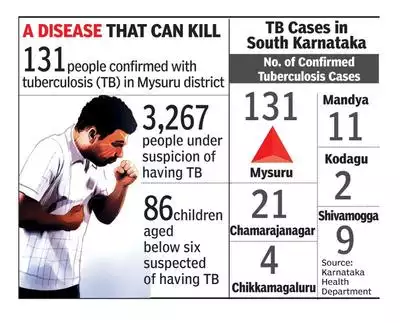 A DISEASE THAT CAN KILL
131 people confirmed with
tuberculosis (TB) in Mysuru district
3,267
people under
suspicion of
having TB
86 children
aged
below six
suspected
of having TB
TB Cases in
South Karnataka
No. of Confirmed
Tuberculosis Cases
131
Mysuru
21
Chamarajanagar
4
Chikkamagaluru
Mandya
11
Kodagu
2
Shivamogga
9
Source:
Karnataka
Health
Department